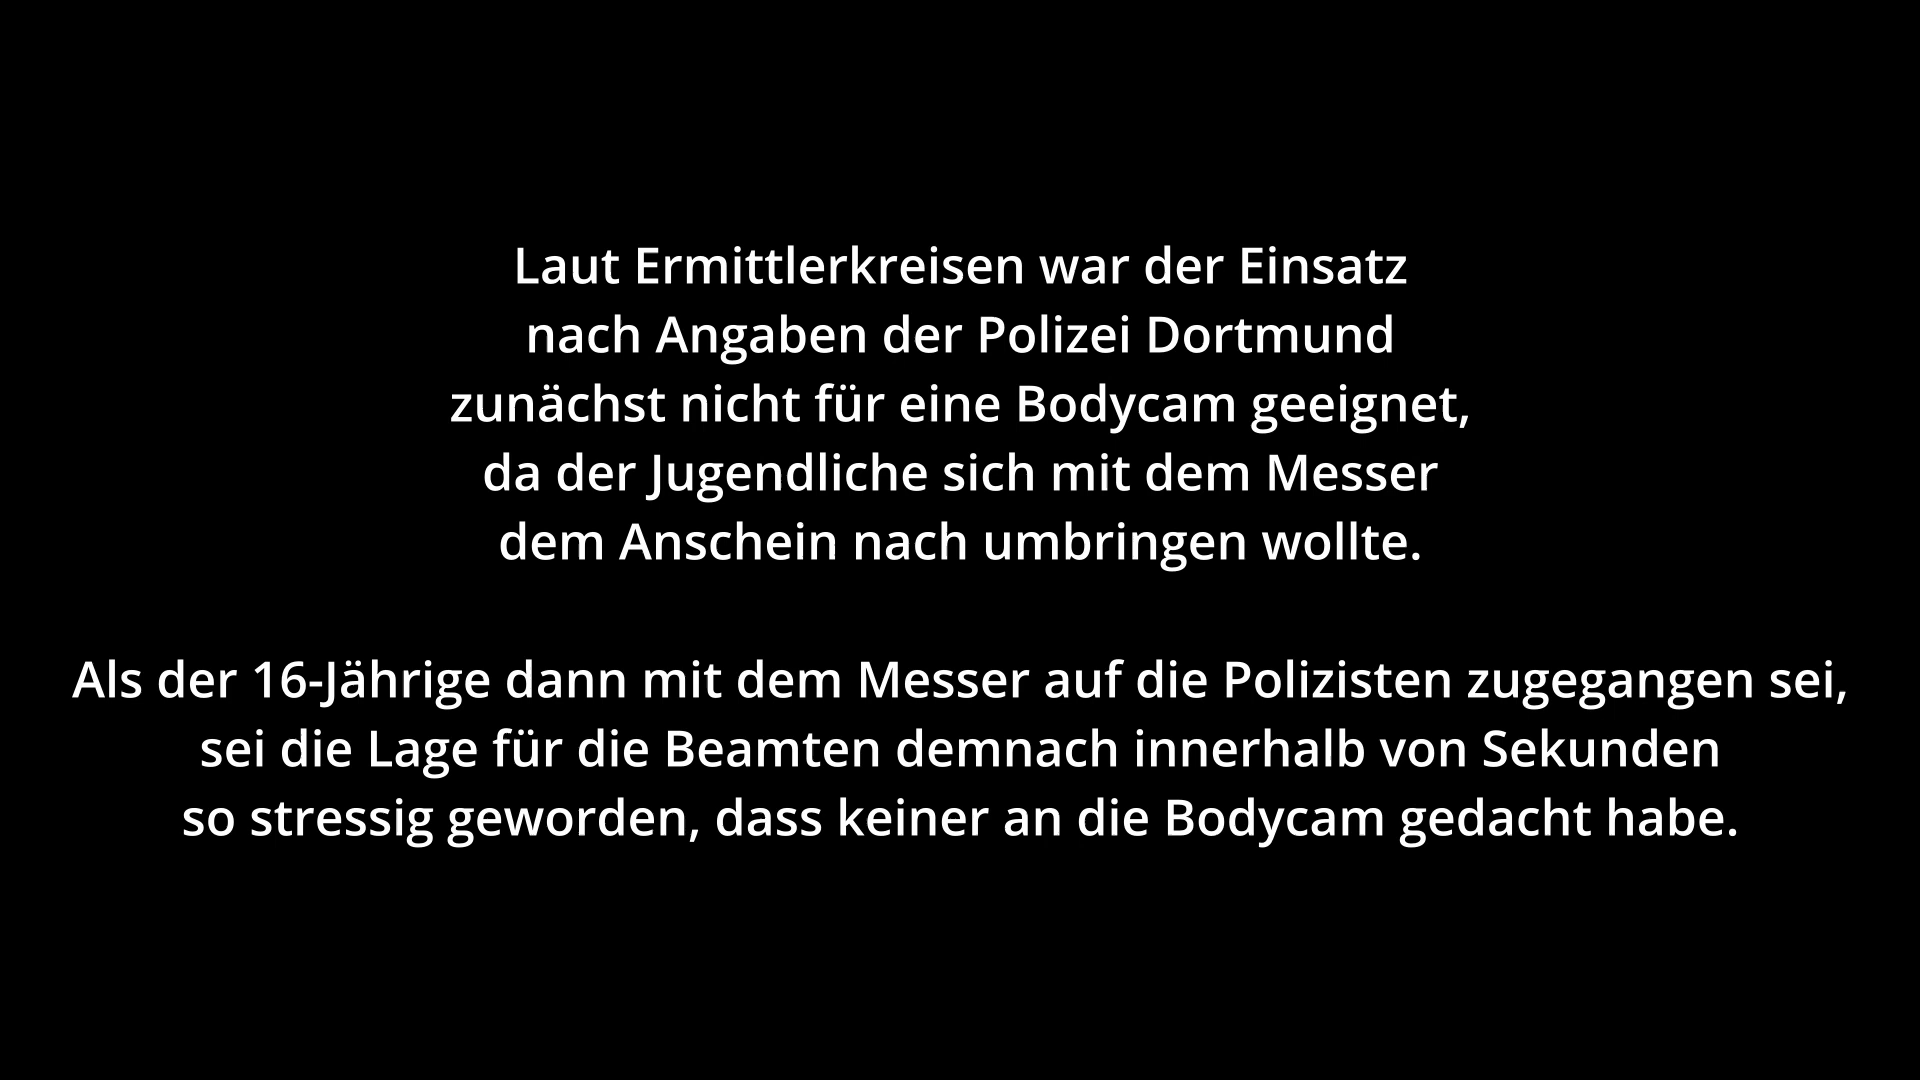 Laut Ermittlerkreisen war der Einsatz
nach Angaben der Polizei Dortmund
zunächst nicht für eine Bodycam geeignet,
da der Jugendliche sich mit dem Messer
dem Anschein nach umbringen wollte.
Als der 16-Jährige dann mit dem Messer auf die Polizisten zugegangen sei,
sei die Lage für die Beamten demnach innerhalb von Sekunden
so stressig geworden, dass keiner an die Bodycam gedacht habe.